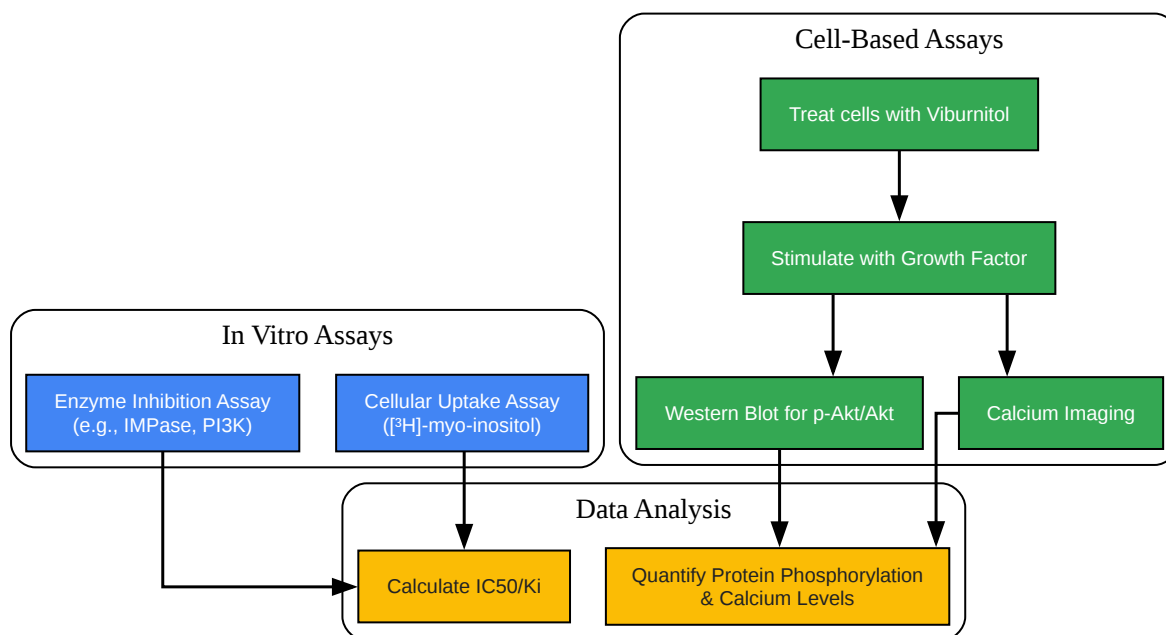 Cell-Based Assays
Treat cells with Viburnitol
Stimulate with Growth Factor
In Vitro Assays
Enzyme Inhibition Assay
(e.g., IMPase, PI3K)
Cellular Uptake Assay
([³H]-myo-inositol)
Western Blot for p-Akt/Akt
Calcium Imaging
Data Analysis
Calculate IC50/Ki
Quantify Protein Phosphorylation
& Calcium Levels